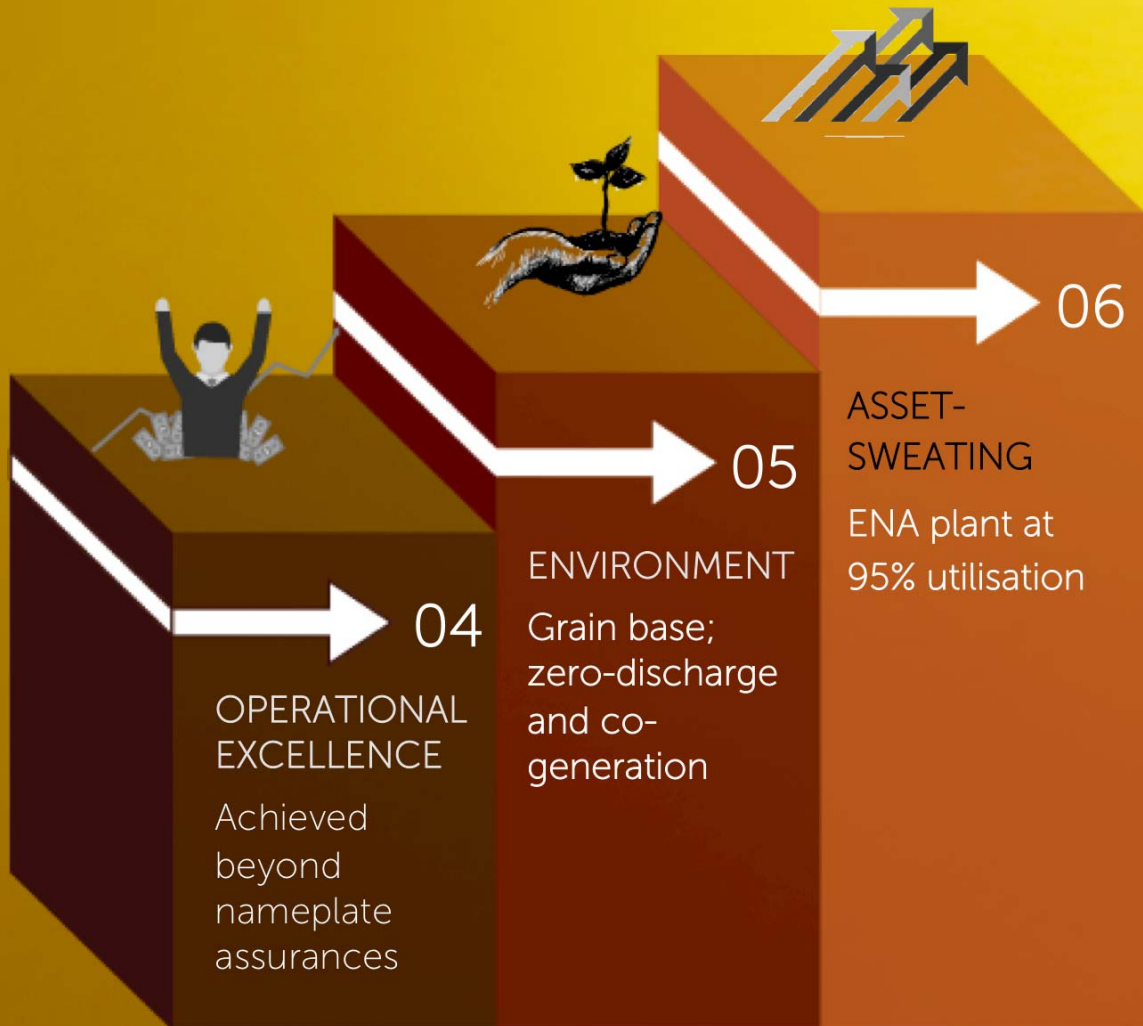 04
OPERATIONAL
EXCELLENCE
Achieved
beyond
nameplate
assurances
05
ENVIRONMENT
Grain base;
zero-discharge
and co-
generation
06
ASSET-
SWEATING
ENA plant at
95% utilisation